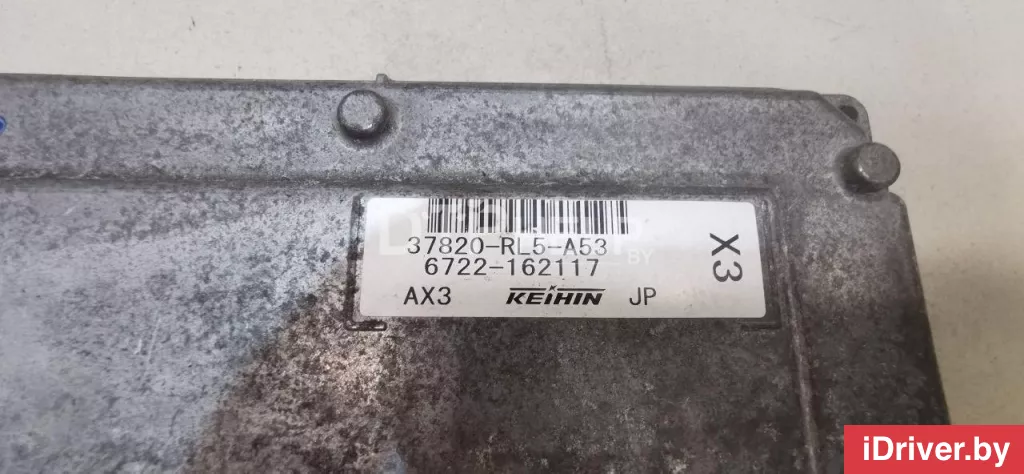 37820-RL5-A53
6722-162117
AX3 KEIHIN JP
X3
iDriver.by